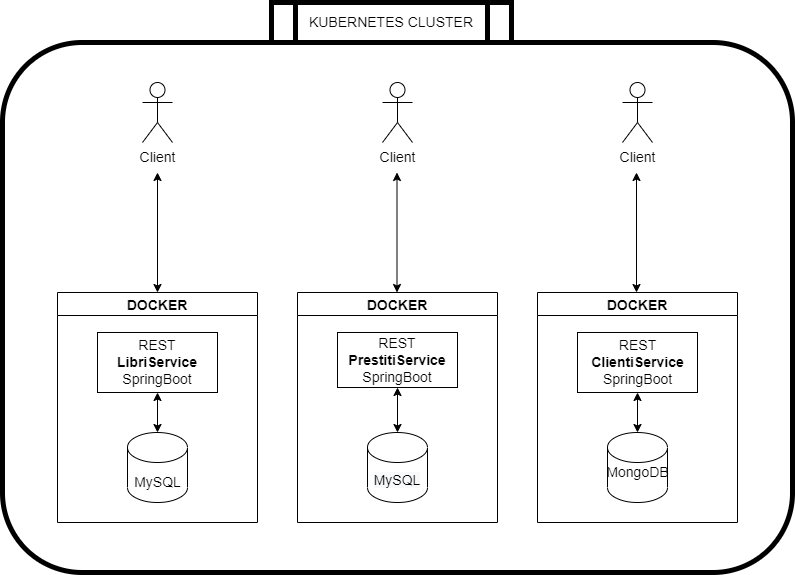 KUBERNETES CLUSTER
Client
Client
Client
DOCKER
REST
LibriService
SpringBoot
MySQL
DOCKER
REST
PrestitiService
SpringBoot
MySQL
DOCKER
REST
ClientiService
SpringBoot
MongoDB